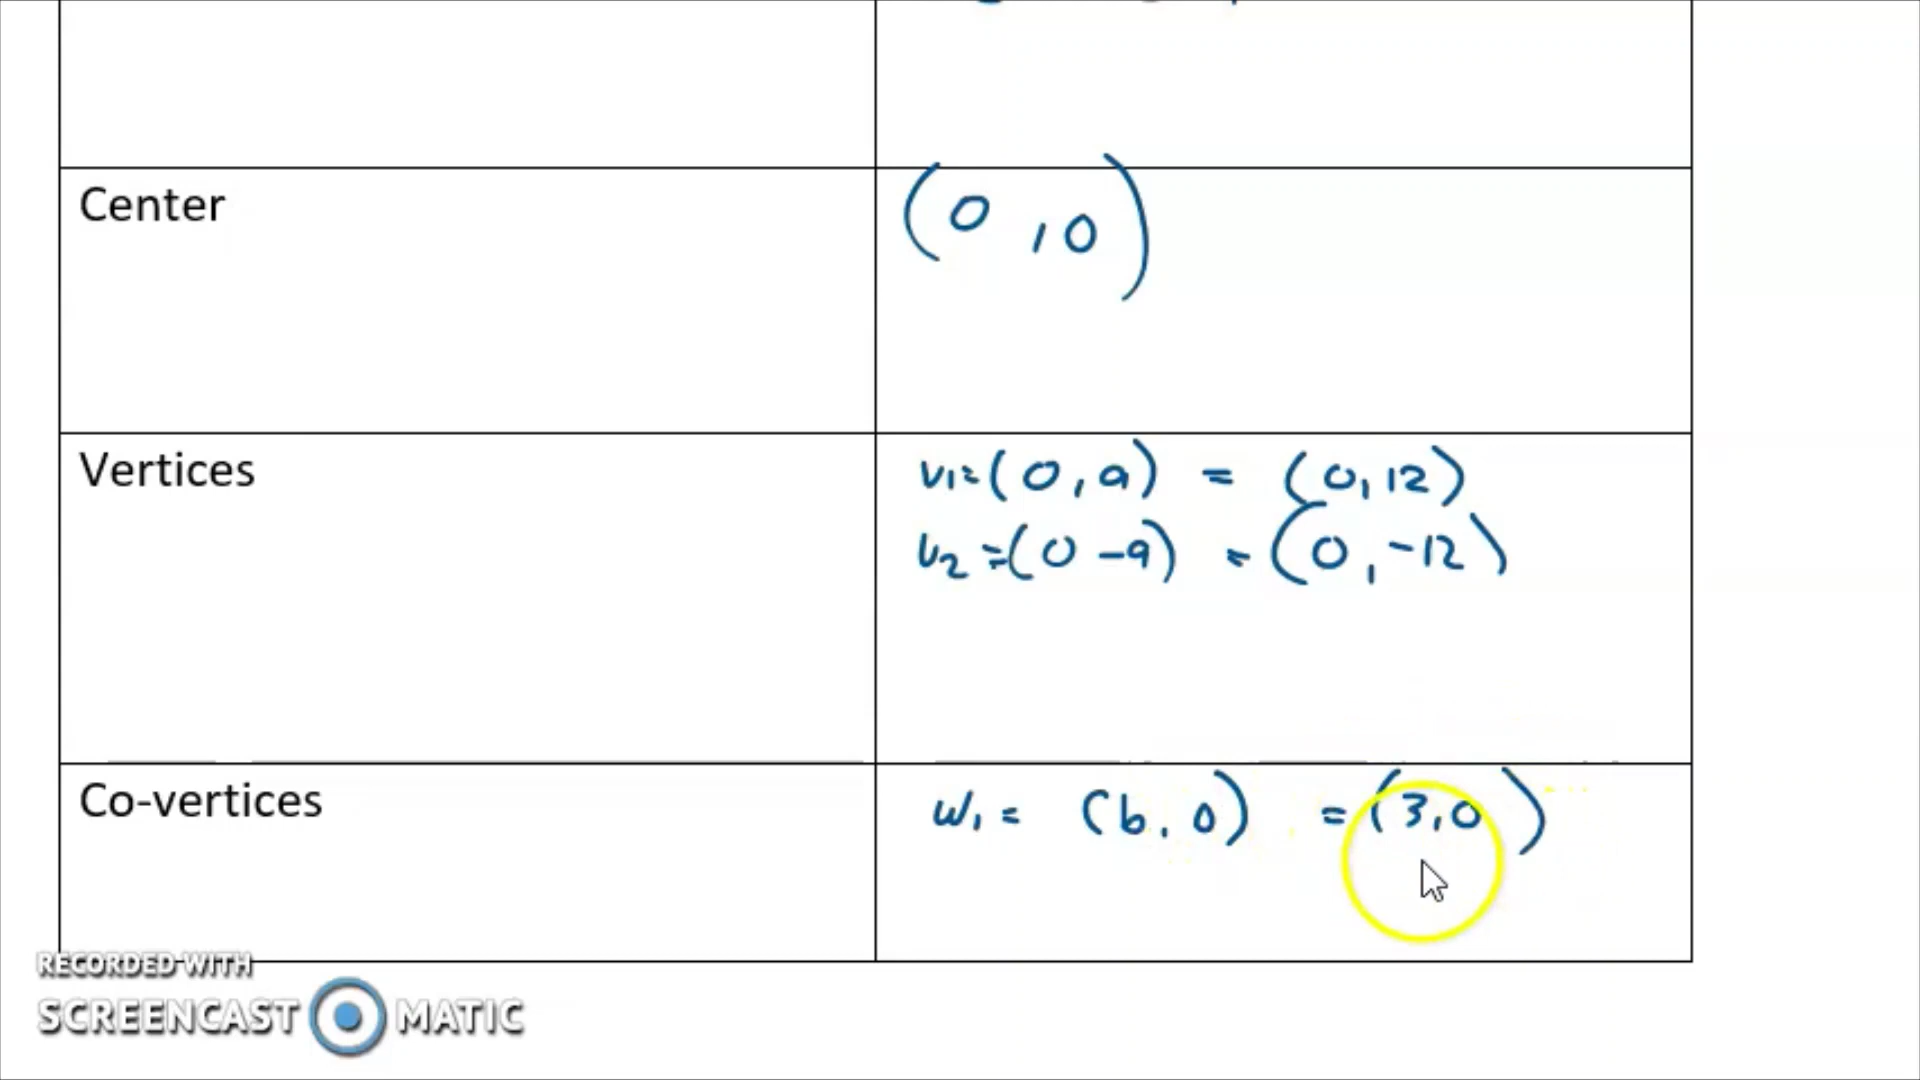 Center
(0,0)
Vertices
V1=(0,a) = (0,12)
V2=(0-a) = (0,-12)
Co-vertices
W1 = (b,0) = (3,0)
RECORDED WITH
SCREENCAST MATIC